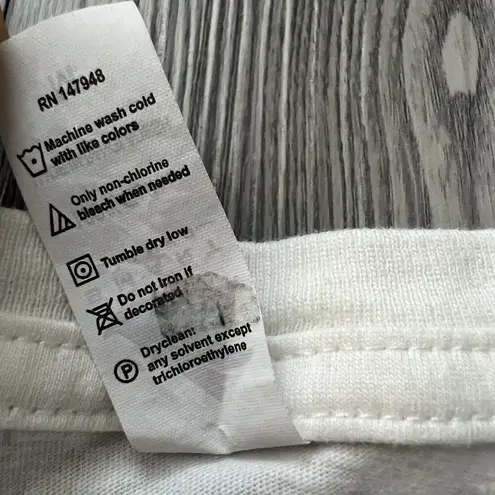 RN 147948
Machine wash cold
with like colors
Only non-chlorine
bleach when needed
Tumble dry low
Do not Iron if
decorated
Dryclean:
any solvent except
trichloroethylene
P